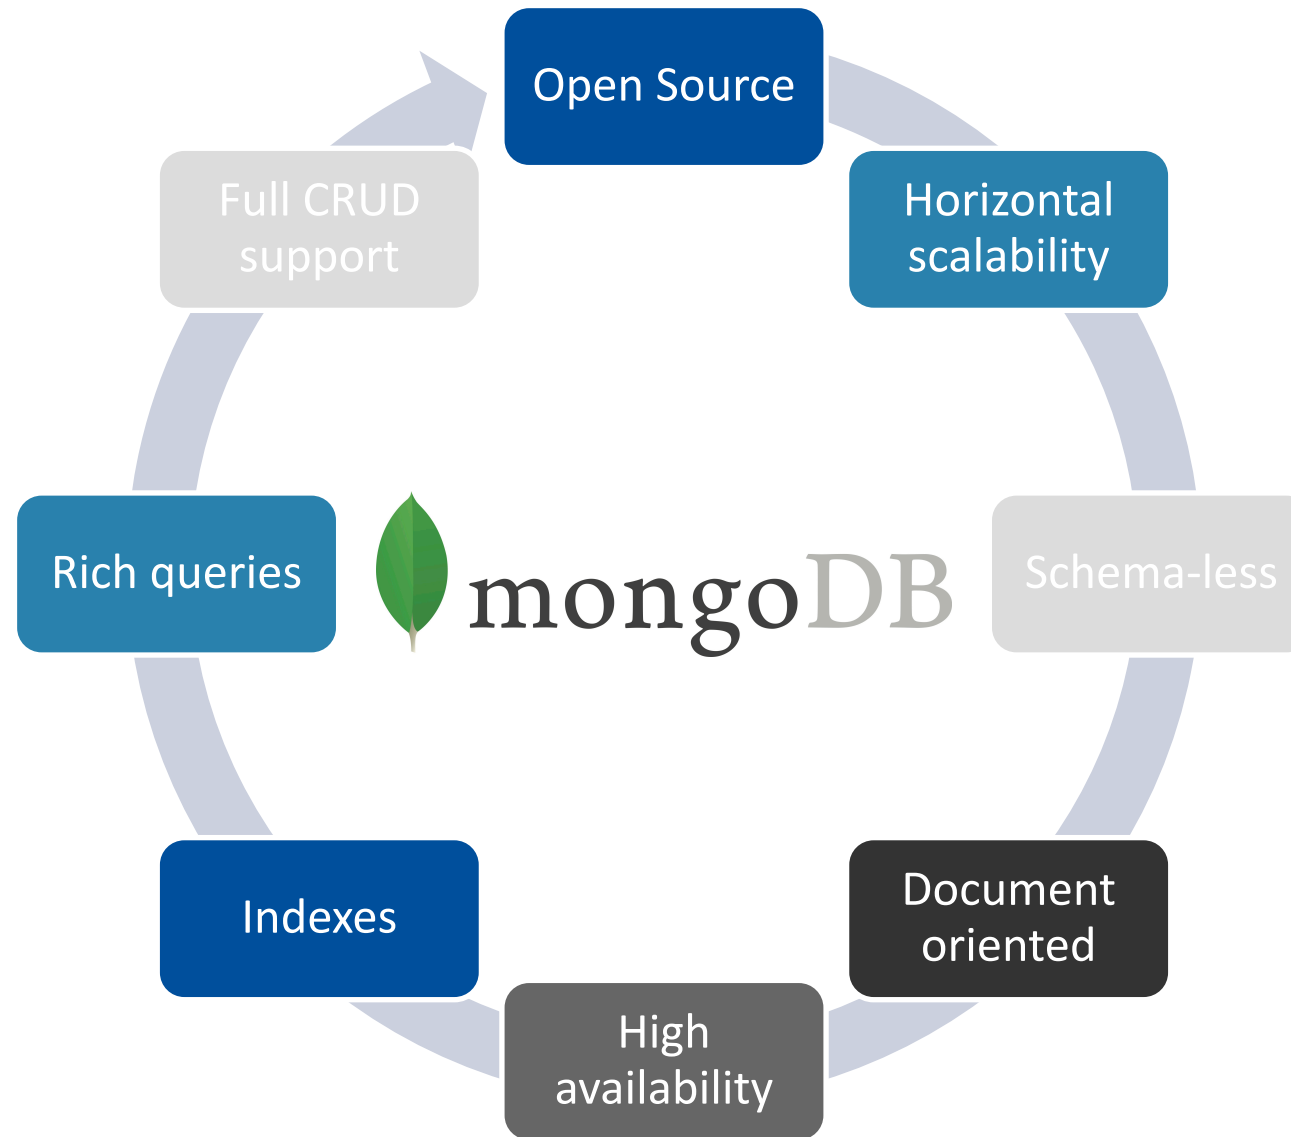 Open Source
Horizontal
scalability
Schema-less
Document
oriented
High
availability
Indexes
Rich queries
Full CRUD
support
mongoDB